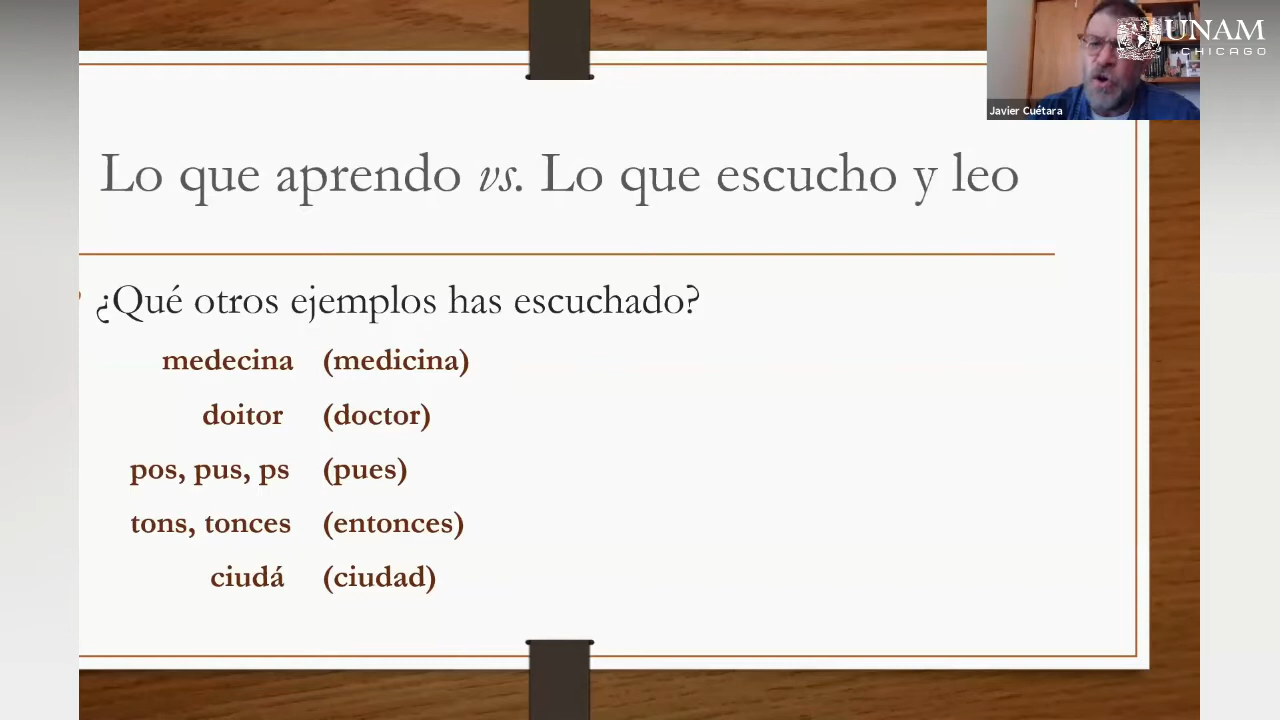 UNAM
CHICAGO
Javier Cuétara
Lo que aprendo vs. Lo que escucho y leo
¿Qué otros ejemplos has escuchado?
medecina (medicina)
doitor (doctor)
pos, pus, ps (pues)
tons, tonces (entonces)
ciudá (ciudad)